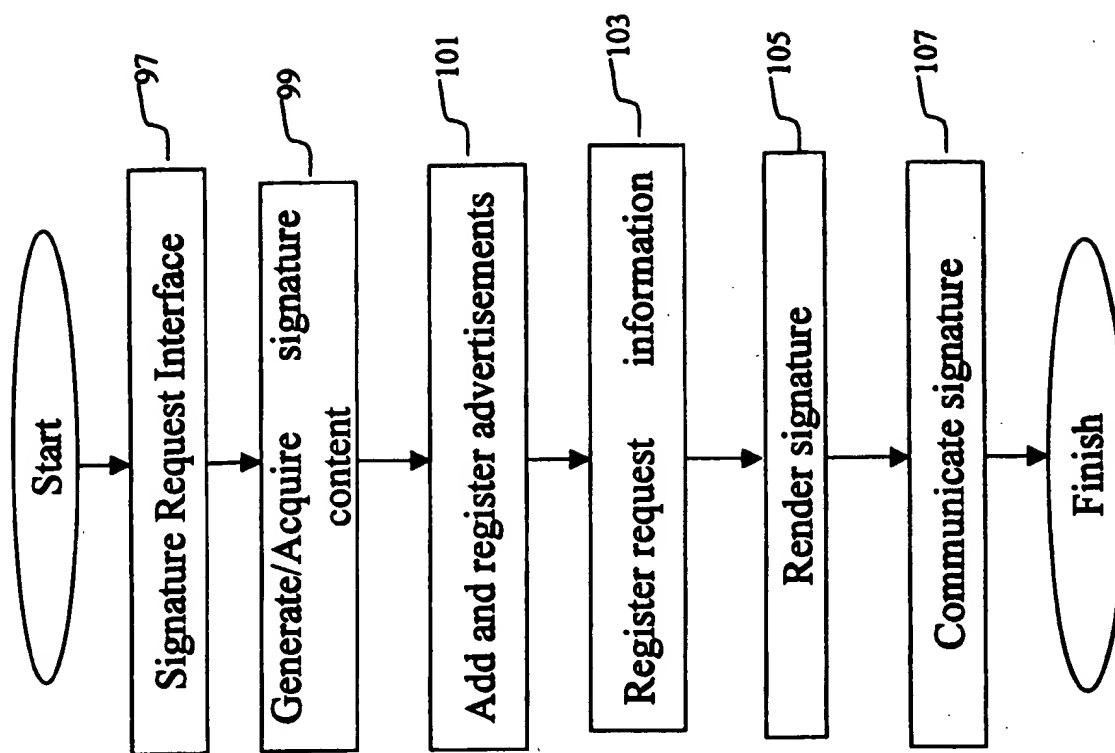 Start
Signature Request Interface
97
Generate/Acquire signature
content
99
Add and register advertisements
101
Register request information
103
Render signature
105
Communicate signature
107
Finish